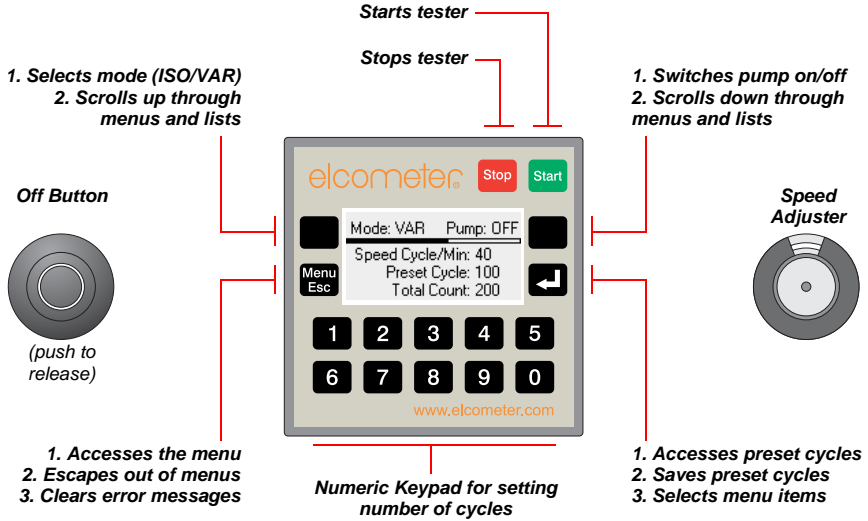 Starts tester
Stops tester
1. Selects mode (ISO/VAR)
2. Scrolls up through
menus and lists
1. Switches pump on/off
2. Scrolls down through
menus and lists
Off Button
(push to
release)
elcometer®
Stop
Start
Mode: VAR Pump: OFF
Speed Cycle/Min: 40
Preset Cycle: 100
Total Count: 200
Menu
Esc
1 2 3 4 5
6 7 8 9 0
www.elcometer.com
Speed
Adjuster
1. Accesses the menu
2. Escapes out of menus
3. Clears error messages
Numeric Keypad for setting
number of cycles
1. Accesses preset cycles
2. Saves preset cycles
3. Selects menu items